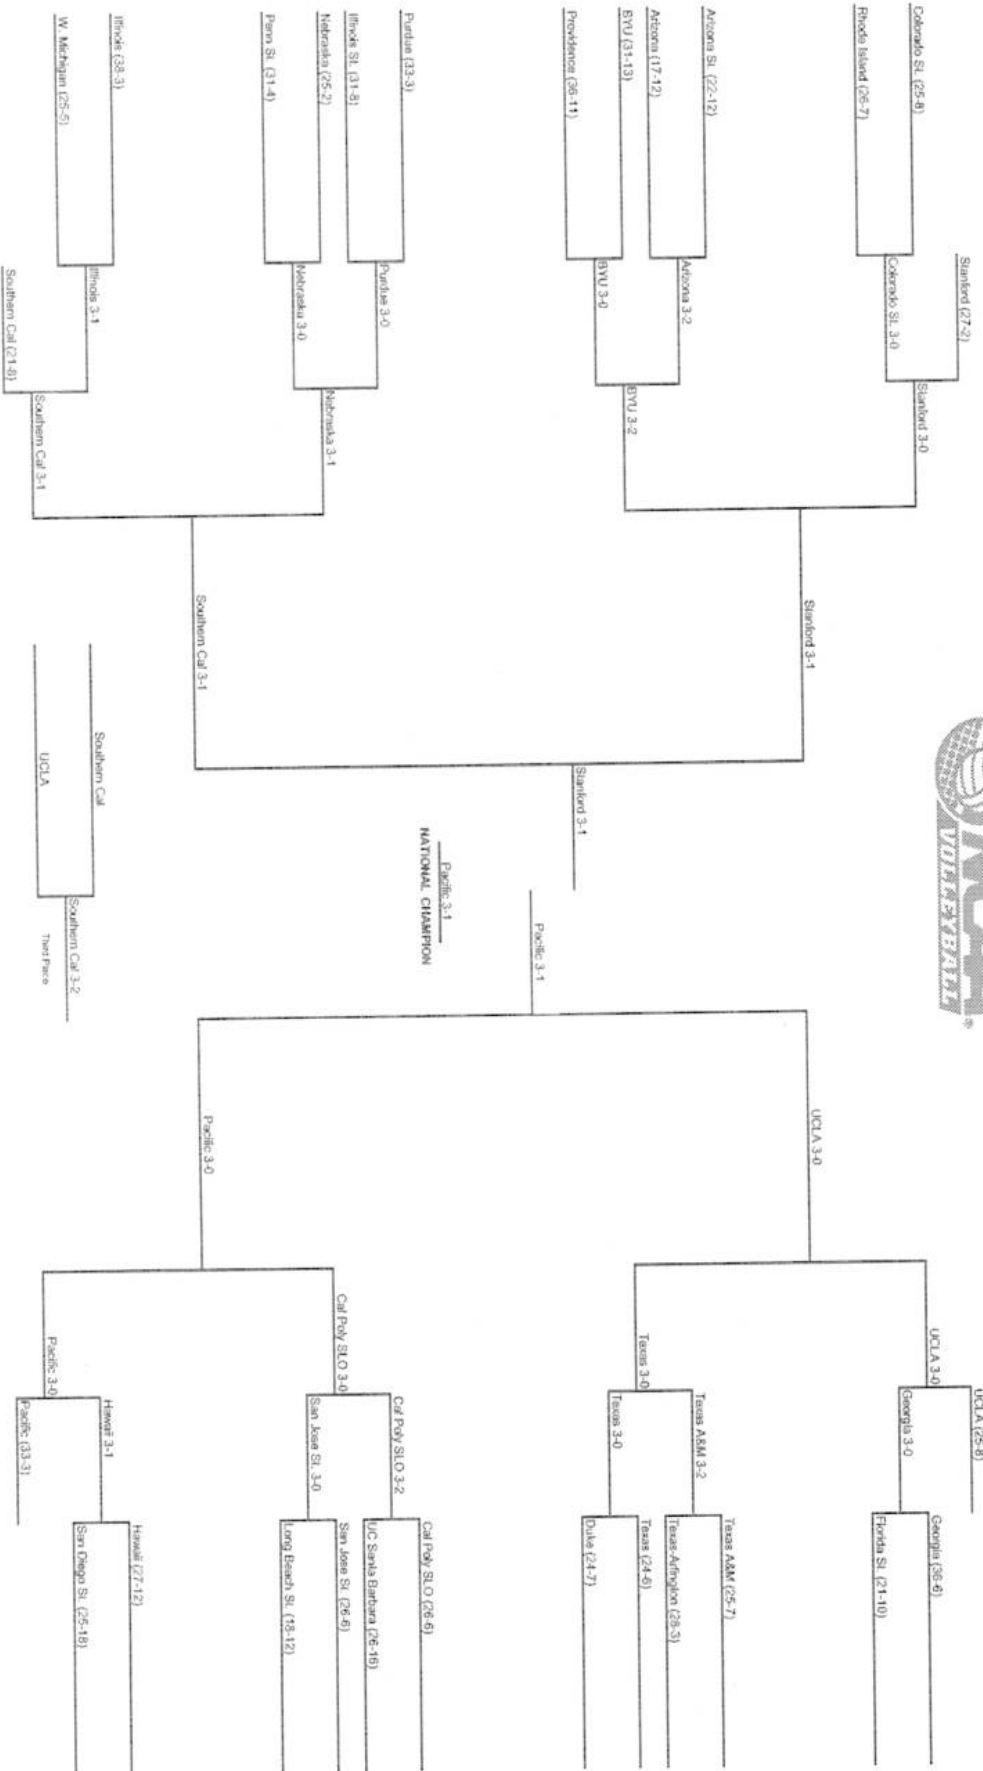 Stanford (27-2)
Colorado St. (25-8)
Rhode Island (26-7)
Colorado St. 3-0
Stanford 3-0
Arizona St. (22-12)
Arizona (17-12)
BYU (31-13)
Providence (36-11)
Arizona 3-2
BYU 3-0
BYU 3-2
Stanford 3-1
Purdue (33-3)
Illinois St. (31-8)
Nebraska (25-2)
Penn St. (31-4)
Purdue 3-0
Nebraska 3-0
Nebraska 3-1
Illinois (38-3)
W. Michigan (25-5)
Illinois 3-1
Southern Cal (21-8)
Southern Cal 3-1
Southern Cal 3-1
Stanford 3-1
VOLLEYBALL
®
Pacific 3-1
NATIONAL CHAMPION
Pacific 3-1
Southern Cal
UCLA
Southern Cal 3-2
Third Place
UCLA 3-0
Pacific 3-0
UCLA (25-8)
UCLA 3-0
Georgia 3-0
Georgia (36-6)
Florida St. (21-10)
Texas 3-0
Texas A&M 3-2
Texas 3-0
Texas A&M (25-7)
Texas-Arlington (28-3)
Texas (24-6)
Duke (24-7)
Cal Poly SLO 3-0
Cal Poly SLO 3-2
San Jose St. 3-0
Cal Poly SLO (26-6)
UC Santa Barbara (26-16)
San Jose St. (26-6)
Long Beach St. (18-12)
Pacific 3-0
Hawaii 3-1
Pacific (33-3)
Hawaii (27-12)
San Diego St. (25-18)